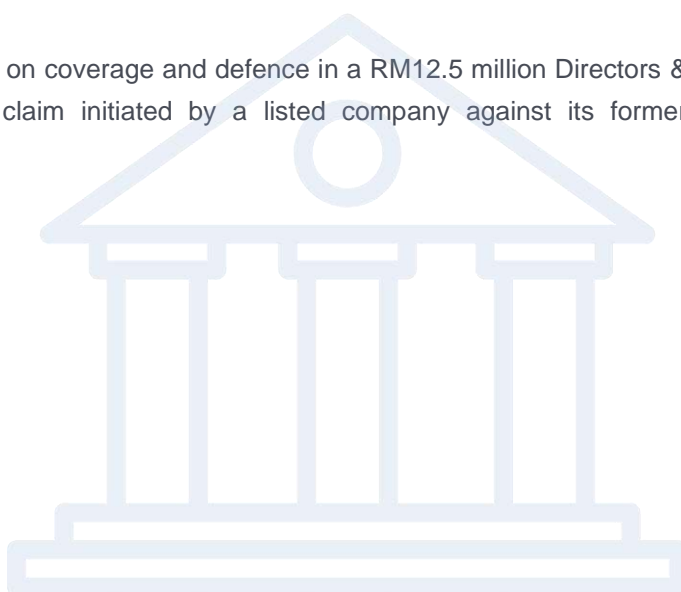 on coverage and defence in a RM12.5 million Directors &
claim initiated by a listed company against its former